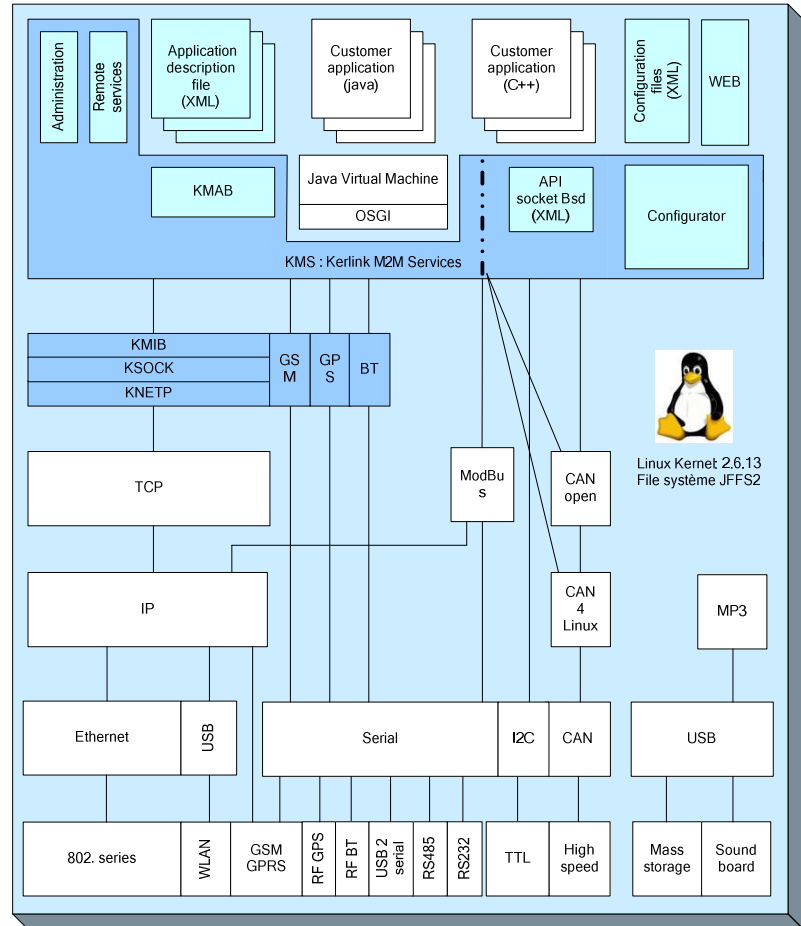 Administration
Remote
services
Application
description
file
(XML)
Customer
application
(java)
Customer
application
(C++)
Configuration
files
(XML)
WEB
KMAB
Java Virtual Machine
OSGI
API
socket Bsd
(XML)
Configurator
KMS : Kerlink M2M Services
KMIB
KSOCK
KNETP
GS
M
GP
S
BT
Linux Kernel: 2.6.13
File système JFFS2
TCP
ModBu
s
CAN
open
IP
CAN
4
Linux
MP3
Ethernet
USB
Serial
I2C
CAN
USB
802. series
WLAN
GSM
GPRS
RF GPS
RF BT
USB 2
serial
RS485
RS232
TTL
High
speed
Mass
storage
Sound
board